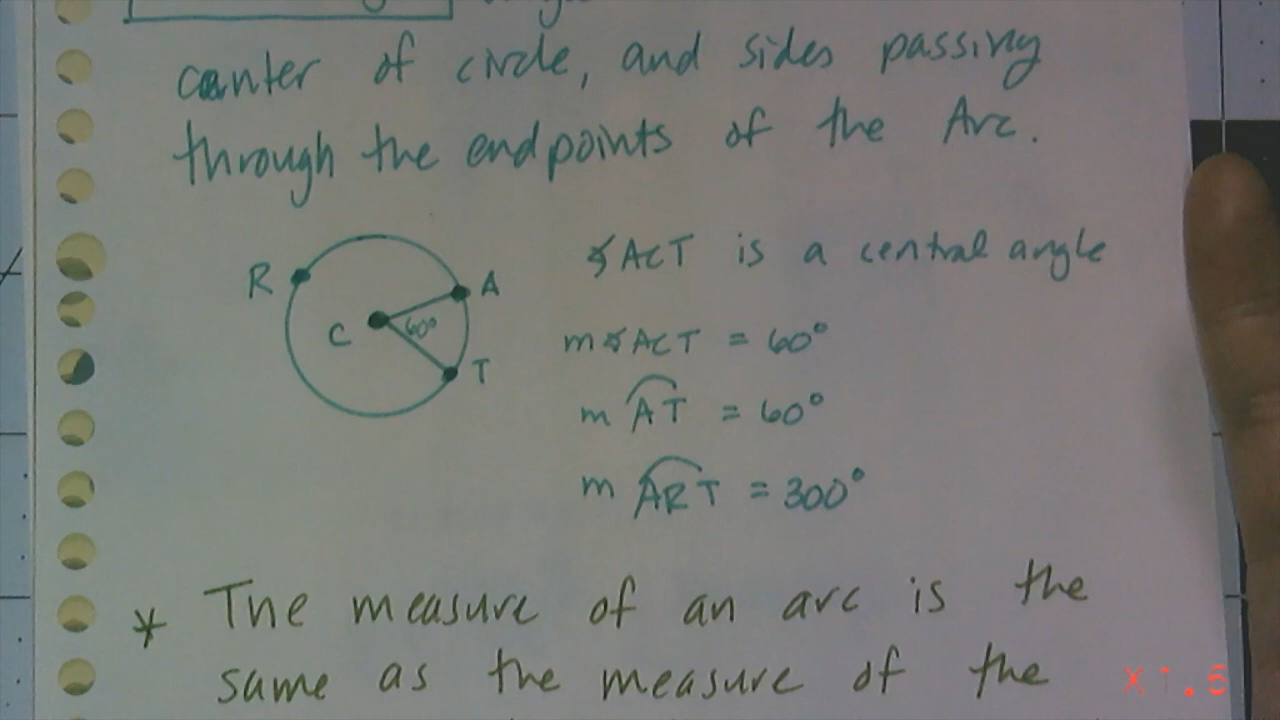 center of circle, and sides passing
through the endpoints of the Arc.
R
A
C
60°
T
∡ACT is a central angle
m∡ACT = 60°
m AT = 60°
m ART = 300°
* The measure of an arc is the
same as the measure of the
X1.5